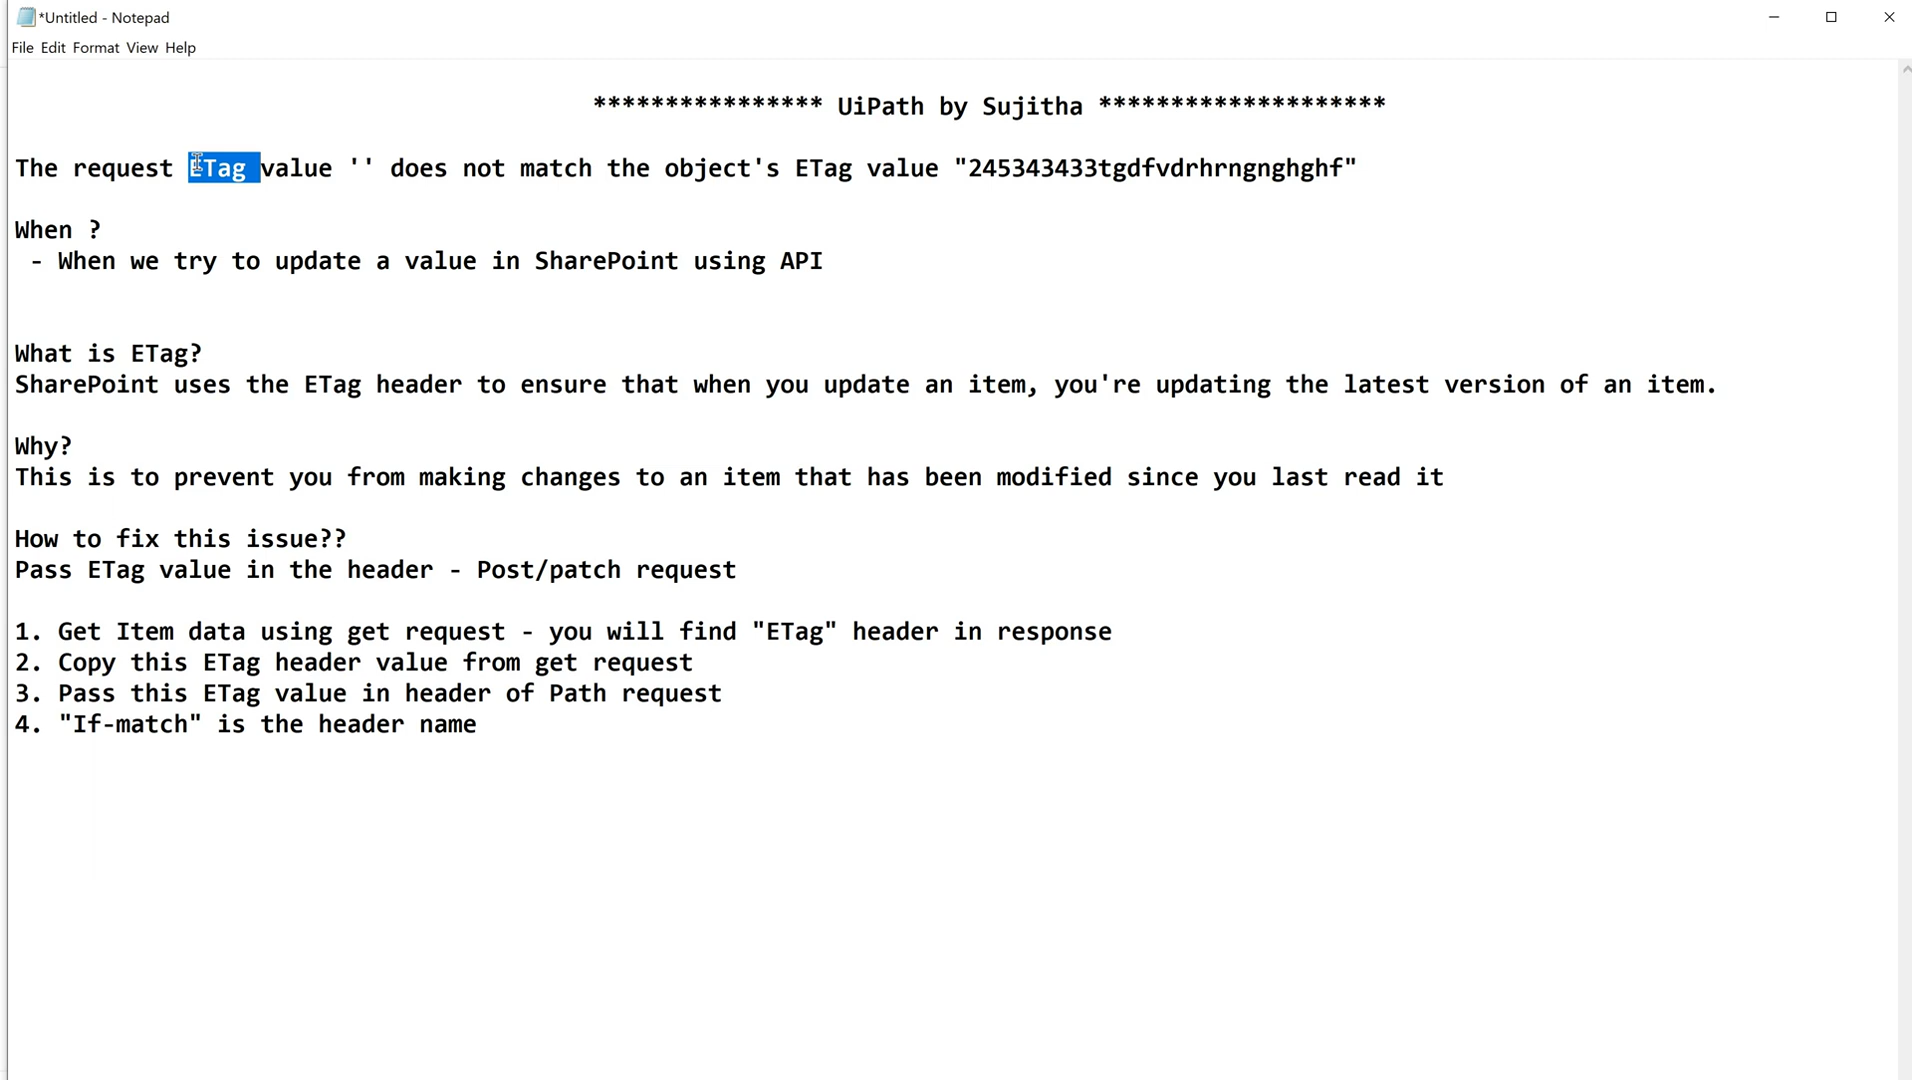 *Untitled - Notepad
File Edit Format View Help
**************** UiPath by Sujitha ********************
The request ETag value '' does not match the object's ETag value "245343433tgdfvdrhrngnghghf"
When ?
- When we try to update a value in SharePoint using API
What is ETag?
SharePoint uses the ETag header to ensure that when you update an item, you're updating the latest version of an item.
Why?
This is to prevent you from making changes to an item that has been modified since you last read it
How to fix this issue??
Pass ETag value in the header - Post/patch request
1. Get Item data using get request - you will find "ETag" header in response
2. Copy this ETag header value from get request
3. Pass this ETag value in header of Path request
4. "If-match" is the header name